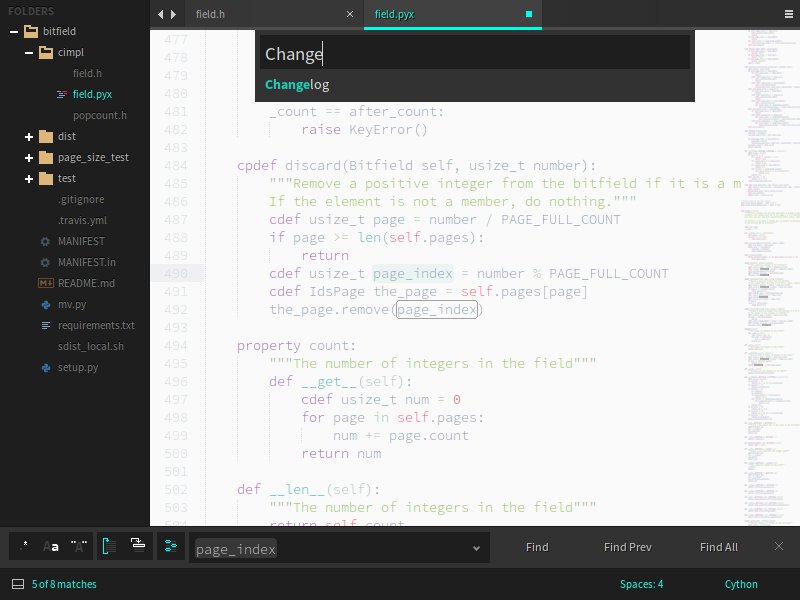 FOLDERS
bitfield
cimpl
field.h
field.pyx
popcount.h
dist
page_size_test
test
.gitignore
.travis.yml
MANIFEST
MANIFEST.in
README.md
mv.py
requirements.txt
sdist_local.sh
setup.py
field.h ×
field.pyx
Change
Changelog
477
478
479
480
481 _count == after_count:
482 raise KeyError()
483
484 cpdef discard(Bitfield self, usize_t number):
485 """Remove a positive integer from the bitfield if it is a m
486 If the element is not a member, do nothing."""
487 cdef usize_t page = number / PAGE_FULL_COUNT
488 if page >= len(self.pages):
489 return
490 cdef usize_t page_index = number % PAGE_FULL_COUNT
491 cdef IdsPage the_page = self.pages[page]
492 the_page.remove(page_index)
493
494 property count:
495 """The number of integers in the field"""
496 def __get__(self):
497 cdef usize_t num = 0
498 for page in self.pages:
499 num += page.count
500 return num
501
502 def __len__(self):
503 """The number of integers in the field"""
504 return self.count
.* Aa "A" page_index Find Find Prev Find All ×
5 of 8 matches Spaces: 4 Cython